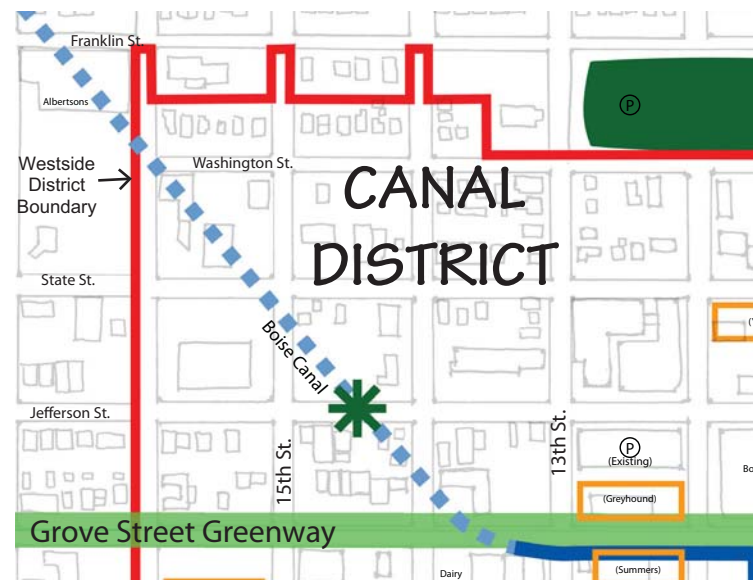 Franklin St.
Albertsons
P
Westside
District
Boundary
Washington St.
CANAL
DISTRICT
State St.
Boise Canal
Jefferson St.
15th St.
13th St.
P
(Existing)
(Greyhound)
Grove Street Greenway
Dairy
(Summers)